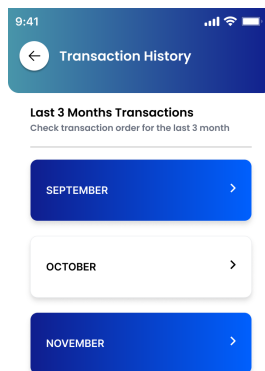 9:41
Transaction History
Last 3 Months Transactions
Check transaction order for the last 3 month
SEPTEMBER
OCTOBER
NOVEMBER